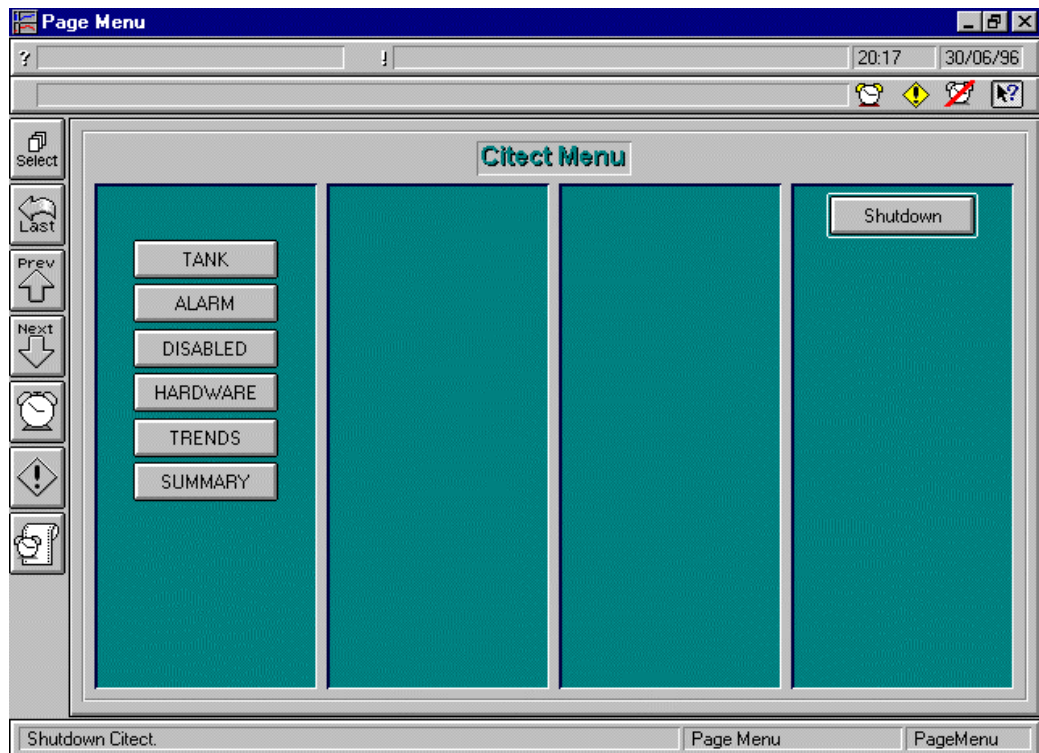 Page Menu
?
!
20:17
30/06/96
Select
Citect Menu
Last
Prev
Next
TANK
ALARM
DISABLED
HARDWARE
TRENDS
SUMMARY
Shutdown
Shutdown Citect.
Page Menu
PageMenu